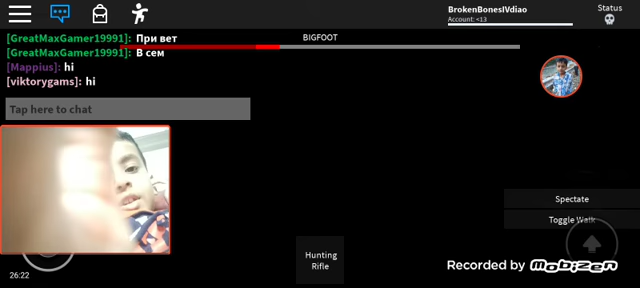 BrokenBonesIVdiao
Account: <13
Status
[GreatMaxGamer19991]: При вет
BIGFOOT
[GreatMaxGamer19991]: В сем
[Mappius]: hi
[viktorygams]: hi
Tap here to chat
Spectate
Toggle Walk
Hunting
Rifle
Recorded by Mobizen
26:22